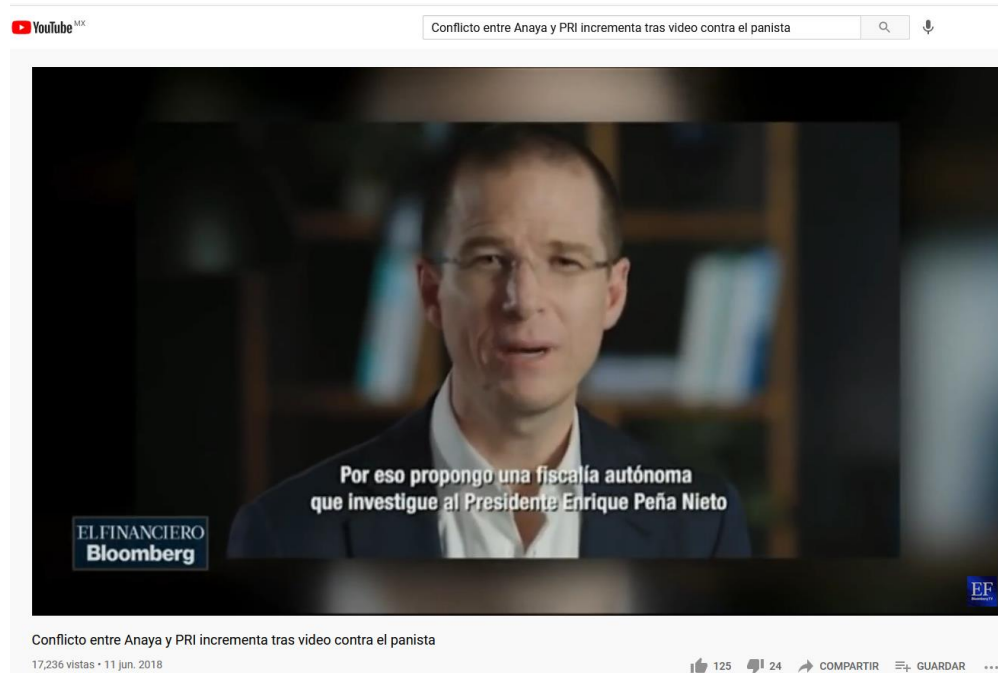 YouTube MX
Conflicto entre Anaya y PRI incrementa tras video contra el panista
Por eso propongo una fiscalía autónoma
que investigue al Presidente Enrique Peña Nieto
EL FINANCIERO
Bloomberg
EF
Conflicto entre Anaya y PRI incrementa tras video contra el panista
17,236 vistas • 11 jun. 2018
125 24 COMPARTIR GUARDAR